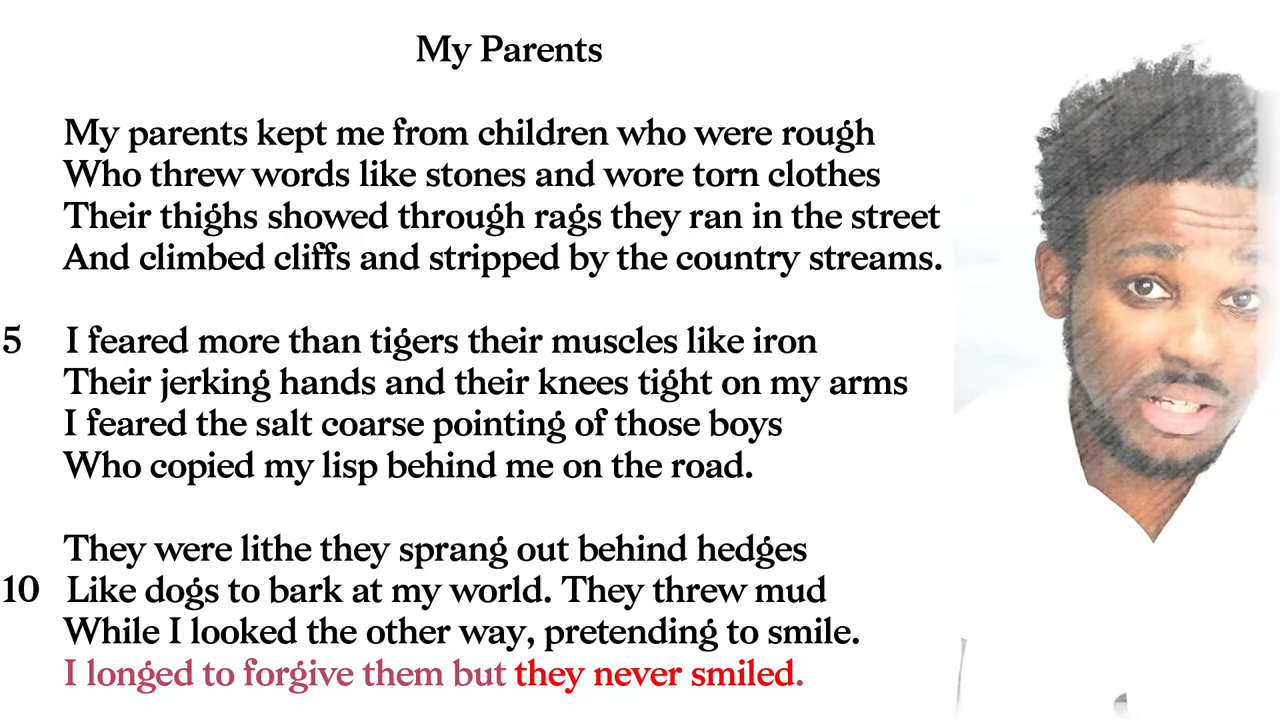 My Parents
My parents kept me from children who were rough
Who threw words like stones and wore torn clothes
Their thighs showed through rags they ran in the street
And climbed cliffs and stripped by the country streams.
5 I feared more than tigers their muscles like iron
Their jerking hands and their knees tight on my arms
I feared the salt coarse pointing of those boys
Who copied my lisp behind me on the road.
They were lithe they sprang out behind hedges
10 Like dogs to bark at my world. They threw mud
While I looked the other way, pretending to smile.
I longed to forgive them but they never smiled.